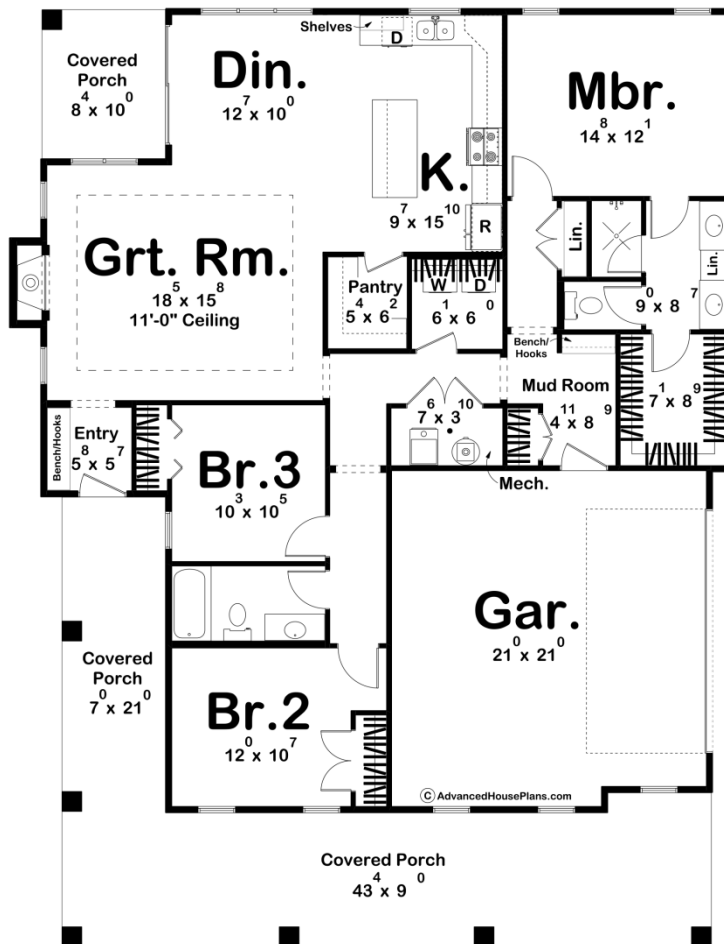 Shelves
D
Covered
Porch
8⁴ x 10⁰
Din.
12⁷ x 10⁰
Mbr.
14⁸ x 12¹
K.
9⁷ x 15¹⁰
R
Grt. Rm.
18⁵ x 15⁸
11'-0" Ceiling
Pantry
5⁴ x 6²
W
D
6¹ x 6⁰
Lin.
Lin.
9⁰ x 8⁷
Bench/
Hooks
Mud Room
4¹¹ x 8⁹
7¹ x 8⁹
Bench/Hooks
Entry
5⁸ x 5⁷
7⁶ x 3¹⁰
Mech.
Br.3
10³ x 10⁵
Gar.
21⁰ x 21⁰
Covered
Porch
7⁰ x 21⁰
Br.2
12⁰ x 10⁷
© AdvancedHousePlans.com
Covered Porch
43⁴ x 9⁰